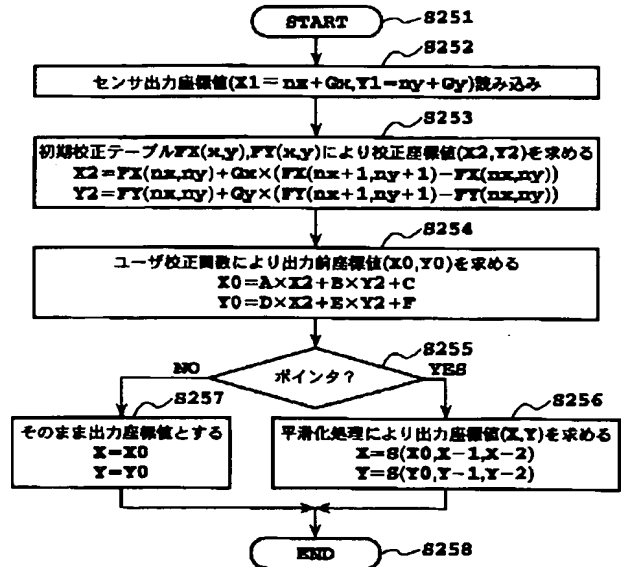 START
S251
S252
センサ出力座標値(X1=nx+Gx,Y1=ny+Gy)読み込み
S253
初期校正テーブルFX(x,y),FY(x,y)により校正座標値(X2,Y2)を求める
X2=FX(nx,ny)+Gx×(FX(nx+1,ny+1)-FX(nx,ny))
Y2=FY(nx,ny)+Gy×(FY(nx+1,ny+1)-FY(nx,ny))
S254
ユーザ校正関数により出力前座標値(X0,Y0)を求める
X0=A×X2+B×Y2+C
Y0=D×X2+E×Y2+F
S255
ポインタ?
NO
YES
S257
そのまま出力座標値とする
X=X0
Y=Y0
S256
平滑化処理により出力座標値(X,Y)を求める
X=S(X0,X-1,X-2)
Y=S(Y0,Y-1,Y-2)
END
S258